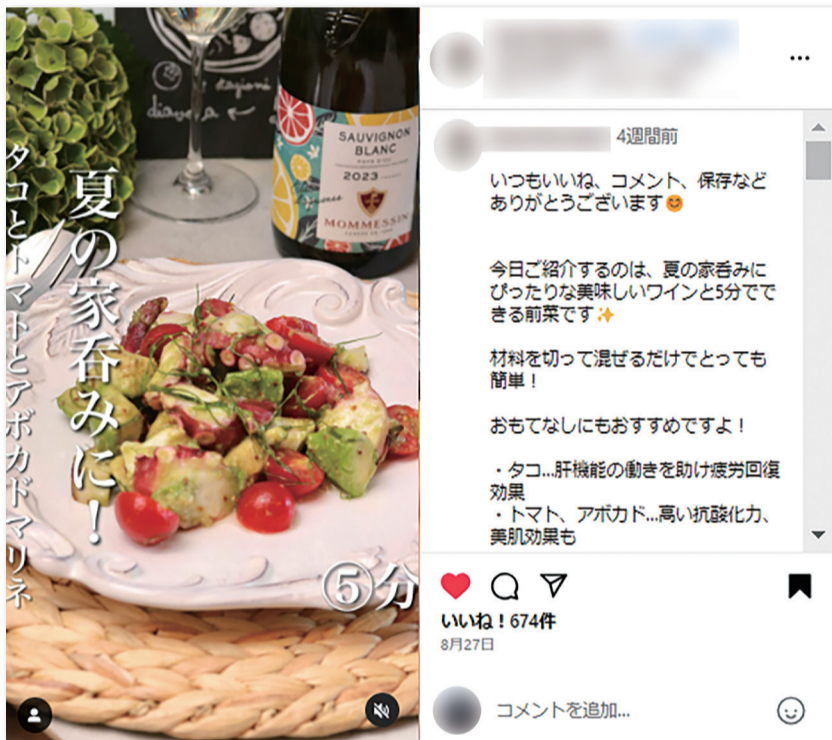 夏の家呑みに!
タコとトマトとアボカドマリネ
⑤分
diavola
SAUVIGNON
BLANC
PAYS D'OC
2023
MOMMESSIN
4週間前
いつもいいね、コメント、保存など
ありがとうございます😊
今日ご紹介するのは、夏の家呑みに
ぴったりな美味しいワインと5分でで
きる前菜です✨
材料を切って混ぜるだけでとっても
簡単!
おもてなしにもおすすめですよ!
・タコ...肝機能の働きを助け疲労回復
効果
・トマト、アボカド...高い抗酸化力、
美肌効果も
いいね!674件
8月27日
コメントを追加...